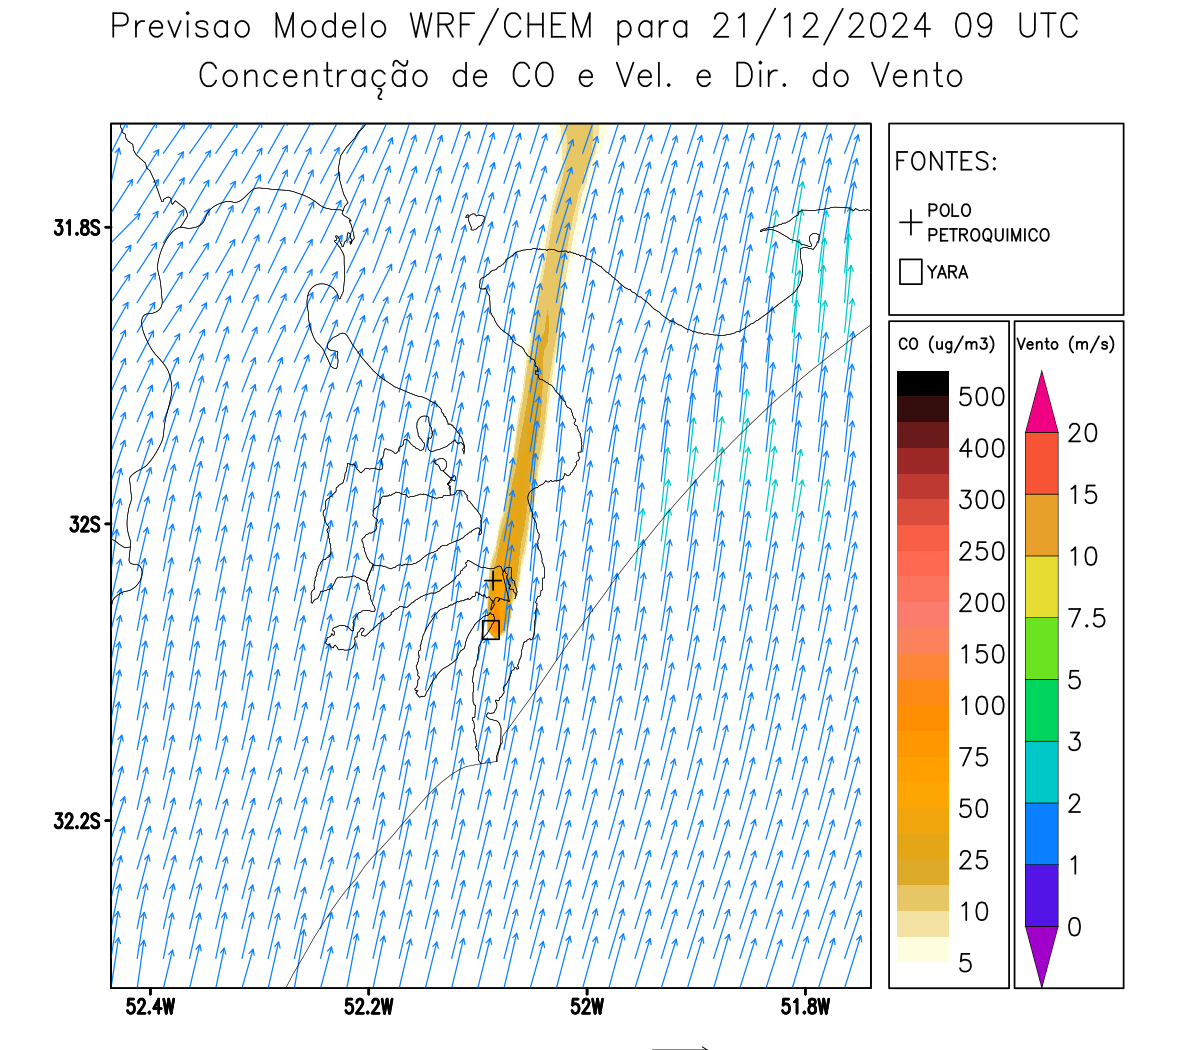 Previsao Modelo WRF/CHEM para 21/12/2024 09 UTC
Concentração de CO e Vel. e Dir. do Vento
FONTES:
POLO
PETROQUIMICO
YARA
31.8S
32S
32.2S
52.4W
52.2W
52W
51.8W
CO (ug/m3)
500
400
300
250
200
150
100
75
50
25
10
5
Vento (m/s)
20
15
10
7.5
5
3
2
1
0